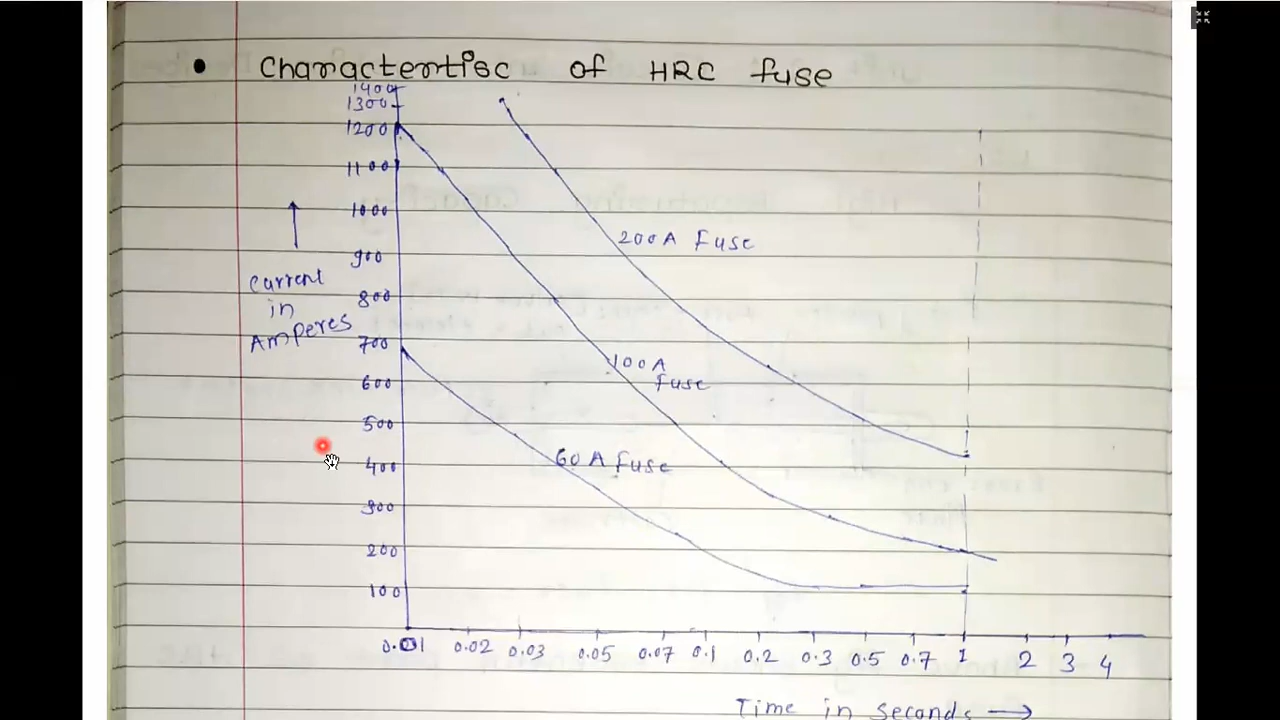 • Charactertisc of HRC fuse
1400
1300
1200
1100
1000
900
800
700
600
500
400
300
200
100
Current
in
Amperes
200A Fuse
100A
Fuse
60A fuse
0.01 0.02 0.03 0.05 0.07 0.1 0.2 0.3 0.5 0.7 1 2 3 4
Time in seconds →